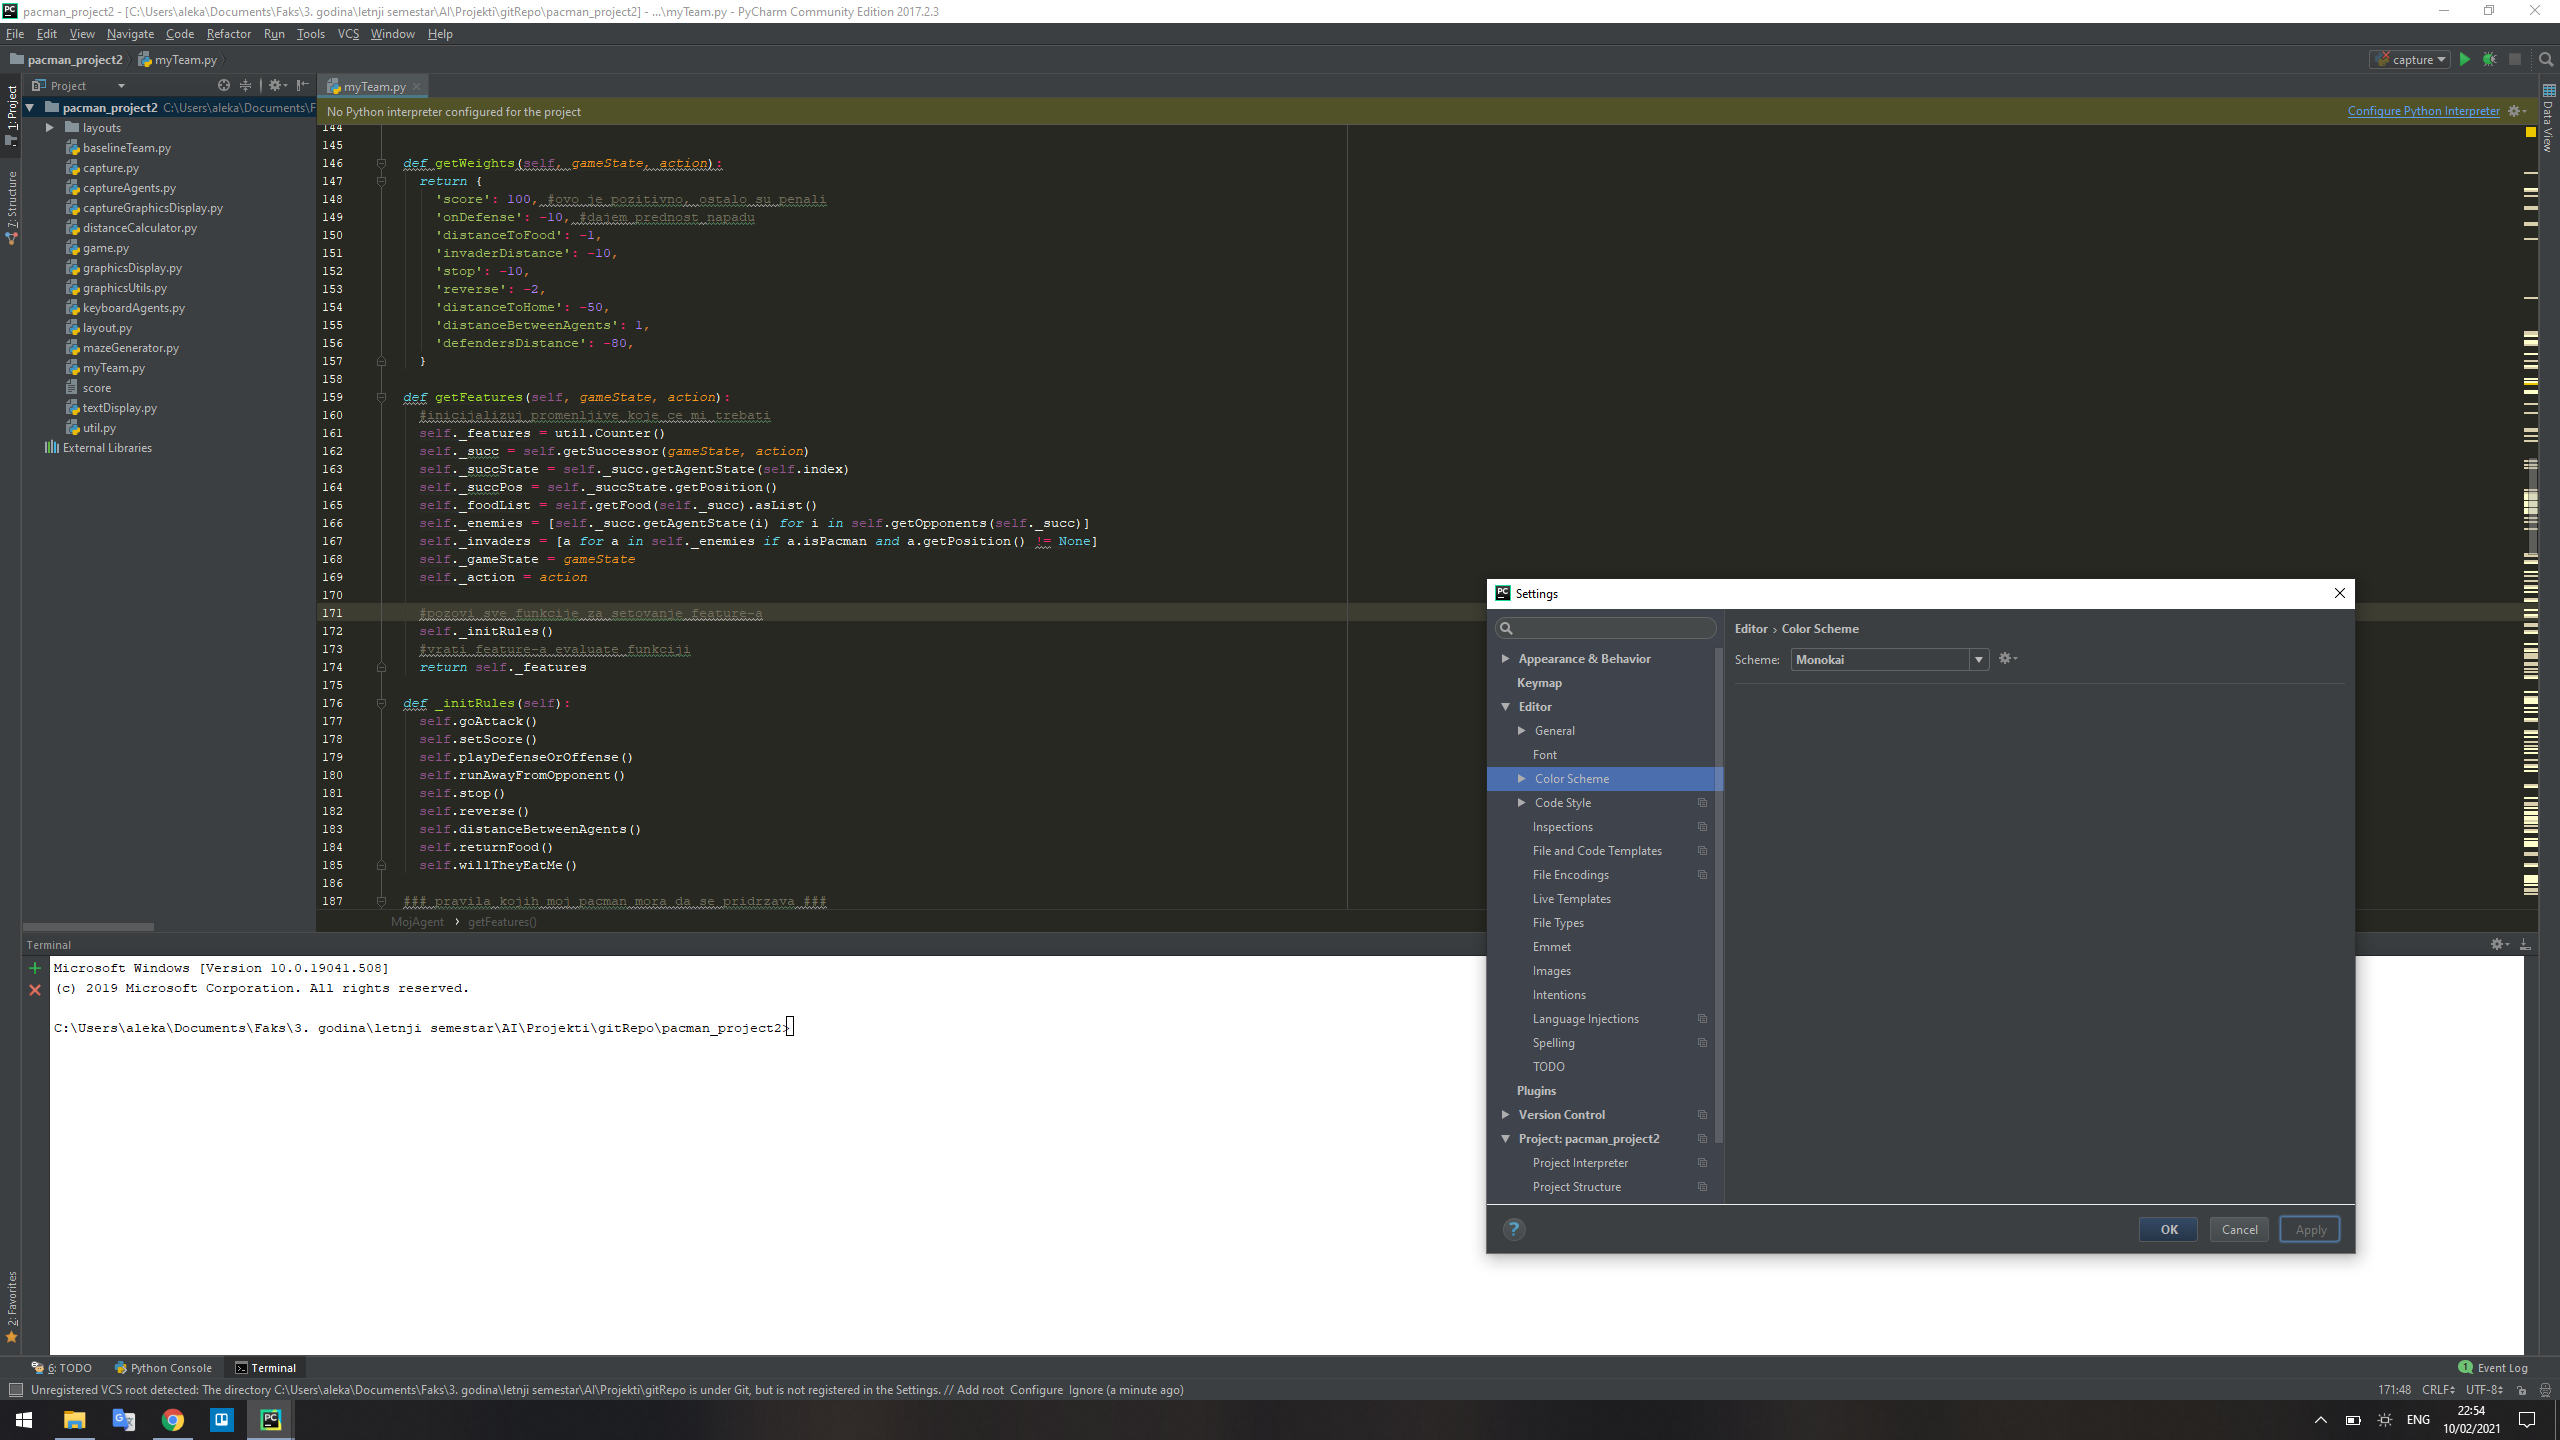 pacman_project2 - [C:\Users\aleka\Documents\Faks\3. godina\letnji semestar\AI\Projekti\gitRepo\pacman_project2] - ...\myTeam.py - PyCharm Community Edition 2017.2.3
File Edit View Navigate Code Refactor Run Tools VCS Window Help
pacman_project2 myTeam.py capture
Project myTeam.py
1: Project
7: Structure
2: Favorites
Data View
pacman_project2 C:\Users\aleka\Documents\F
layouts
baselineTeam.py
capture.py
captureAgents.py
captureGraphicsDisplay.py
distanceCalculator.py
game.py
graphicsDisplay.py
graphicsUtils.py
keyboardAgents.py
layout.py
mazeGenerator.py
myTeam.py
score
textDisplay.py
util.py
External Libraries
No Python interpreter configured for the project Configure Python Interpreter
144
145
146 def getWeights(self, gameState, action):
147 return {
148 'score': 100, #ovo je pozitivno, ostalo su penali
149 'onDefense': -10, #dajem prednost napadu
150 'distanceToFood': -1,
151 'invaderDistance': -10,
152 'stop': -10,
153 'reverse': -2,
154 'distanceToHome': -50,
155 'distanceBetweenAgents': 1,
156 'defendersDistance': -80,
157 }
158
159 def getFeatures(self, gameState, action):
160 #inicijalizuj promenljive koje ce mi trebati
161 self._features = util.Counter()
162 self._succ = self.getSuccessor(gameState, action)
163 self._succState = self._succ.getAgentState(self.index)
164 self._succPos = self._succState.getPosition()
165 self._foodList = self.getFood(self._succ).asList()
166 self._enemies = [self._succ.getAgentState(i) for i in self.getOpponents(self._succ)]
167 self._invaders = [a for a in self._enemies if a.isPacman and a.getPosition() != None]
168 self._gameState = gameState
169 self._action = action
170
171 #pozovi sve funkcije za setovanje feature-a
172 self._initRules()
173 #vrati feature-a evaluate funkciji
174 return self._features
175
176 def _initRules(self):
177 self.goAttack()
178 self.setScore()
179 self.playDefenseOrOffense()
180 self.runAwayFromOpponent()
181 self.stop()
182 self.reverse()
183 self.distanceBetweenAgents()
184 self.returnFood()
185 self.willTheyEatMe()
186
187 ### pravila kojih moj pacman mora da se pridrzava ###
MojAgent › getFeatures()
Settings
Appearance & Behavior
Keymap
Editor
General
Font
Color Scheme
Code Style
Inspections
File and Code Templates
File Encodings
Live Templates
File Types
Emmet
Images
Intentions
Language Injections
Spelling
TODO
Plugins
Version Control
Project: pacman_project2
Project Interpreter
Project Structure
Editor › Color Scheme
Scheme: Monokai
? OK Cancel Apply
Terminal
Microsoft Windows [Version 10.0.19041.508]
(c) 2019 Microsoft Corporation. All rights reserved.
C:\Users\aleka\Documents\Faks\3. godina\letnji semestar\AI\Projekti\gitRepo\pacman_project2>
6: TODO Python Console Terminal 1 Event Log
Unregistered VCS root detected: The directory C:\Users\aleka\Documents\Faks\3. godina\letnji semestar\AI\Projekti\gitRepo is under Git, but is not registered in the Settings. // Add root Configure Ignore (a minute ago) 171:48 CRLF UTF-8
ENG
22:54
10/02/2021